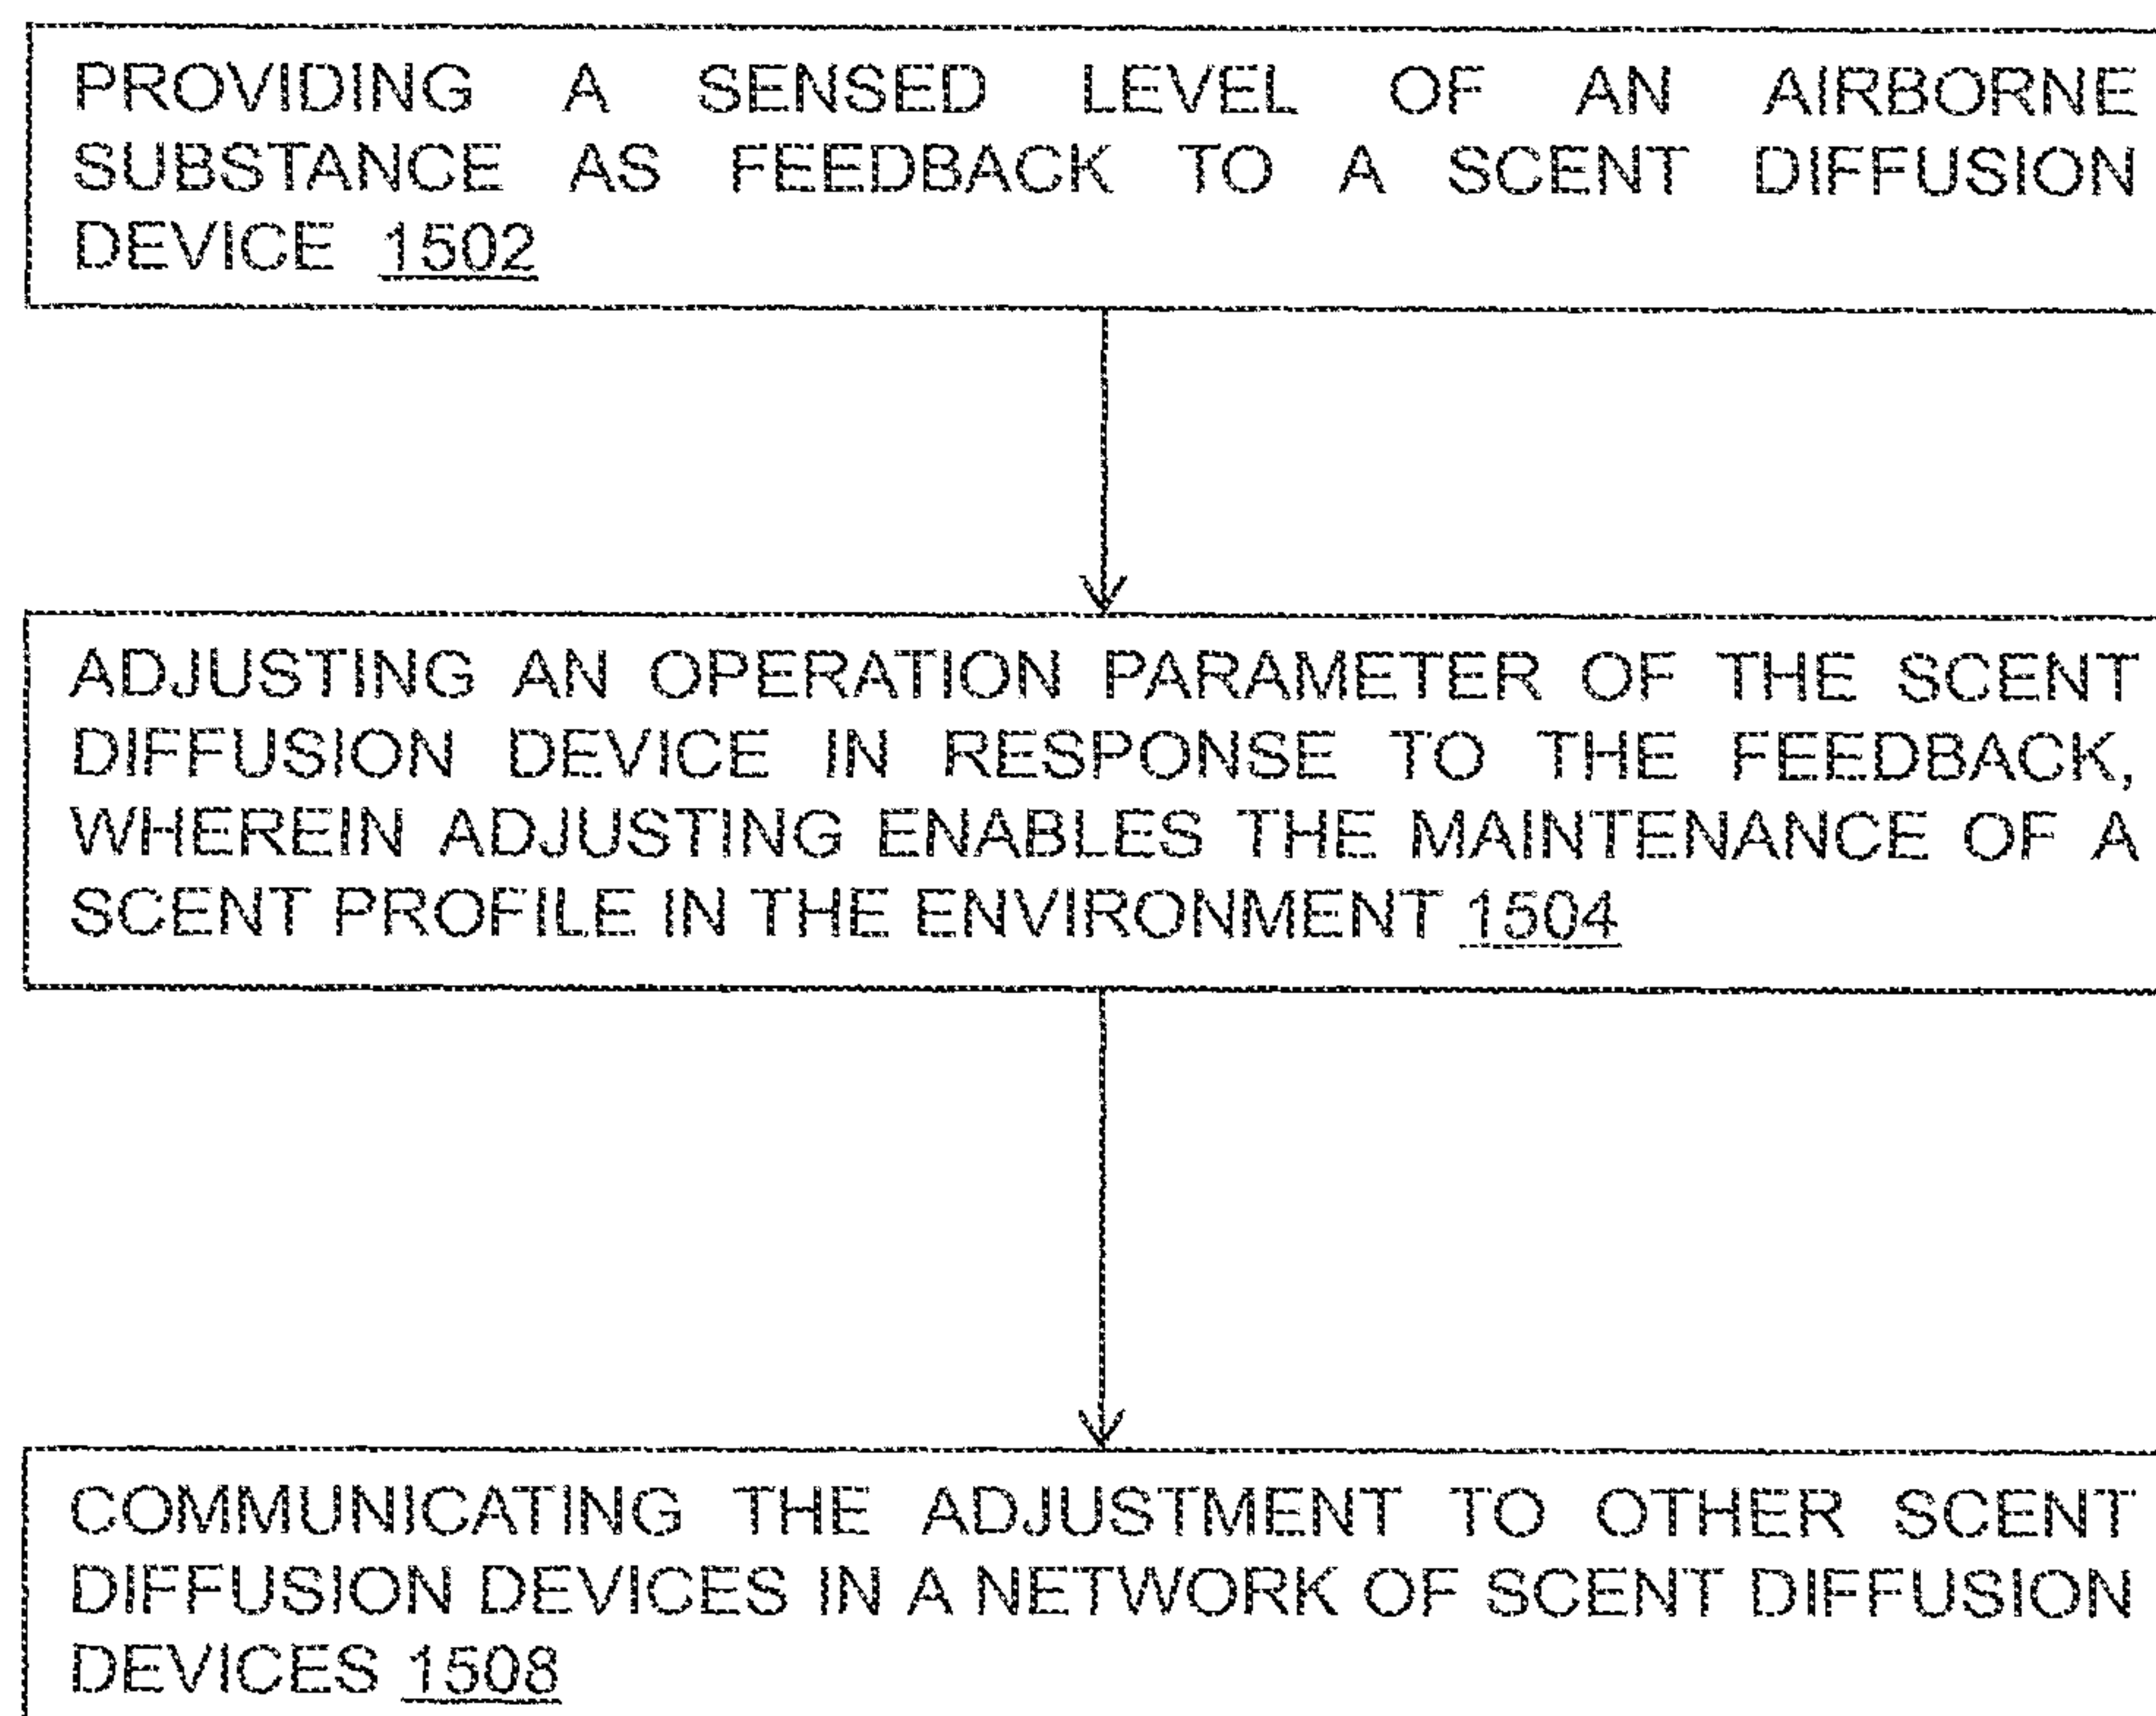 PROVIDING A SENSED LEVEL OF AN AIRBORNE
SUBSTANCE AS FEEDBACK TO A SCENT DIFFUSION
DEVICE 1502
ADJUSTING AN OPERATION PARAMETER OF THE SCENT
DIFFUSION DEVICE IN RESPONSE TO THE FEEDBACK,
WHEREIN ADJUSTING ENABLES THE MAINTENANCE OF A
SCENT PROFILE IN THE ENVIRONMENT 1504
COMMUNICATING THE ADJUSTMENT TO OTHER SCENT
DIFFUSION DEVICES IN A NETWORK OF SCENT DIFFUSION
DEVICES 1508